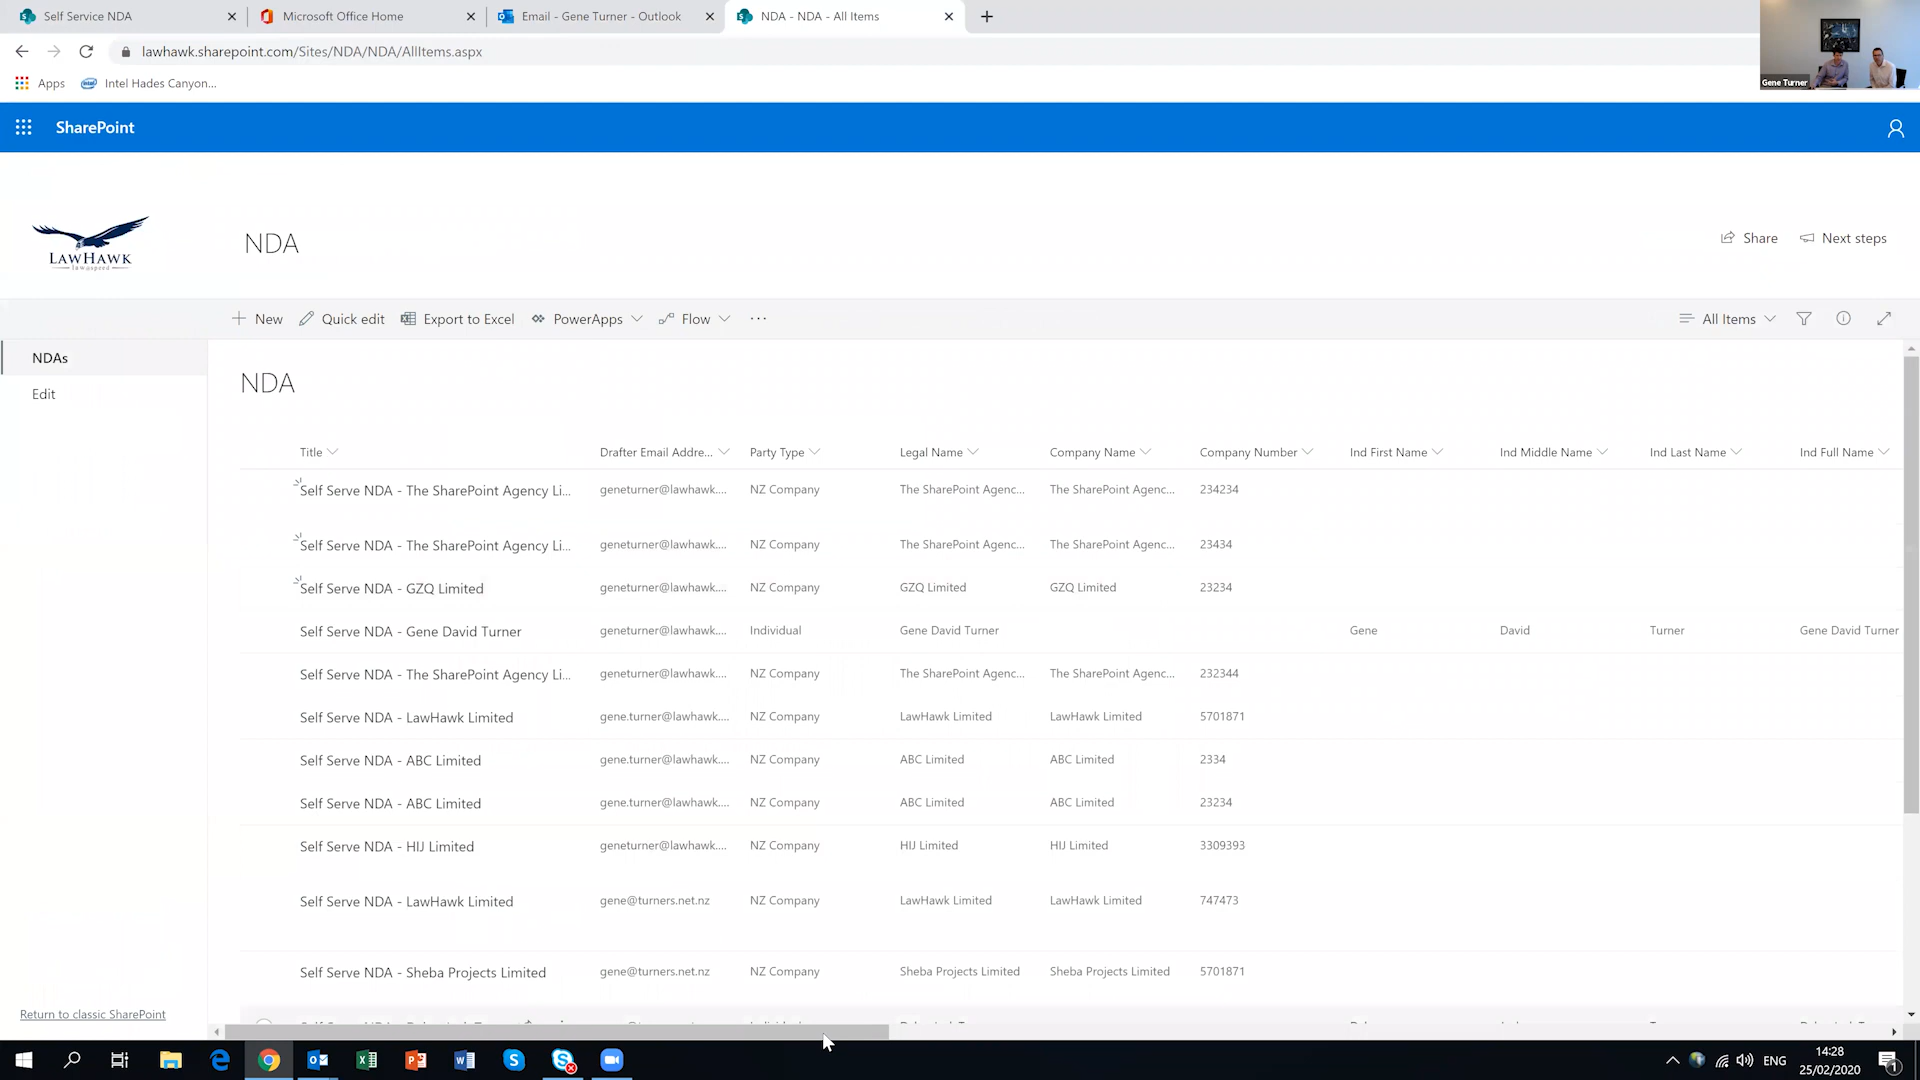 Self Service NDA
Microsoft Office Home
Email - Gene Turner - Outlook
NDA - NDA - All Items
lawhawk.sharepoint.com/Sites/NDA/NDA/AllItems.aspx
Apps
Intel Hades Canyon...
Gene Turner
SharePoint
LAWHAWK
NDA
Share
Next steps
New
Quick edit
Export to Excel
PowerApps
Flow
...
All Items
NDAs
Edit
NDA
Title Drafter Email Addre... Party Type Legal Name Company Name Company Number Ind First Name Ind Middle Name Ind Last Name Ind Full Name
Self Serve NDA - The SharePoint Agency Li... geneturner@lawhawk.... NZ Company The SharePoint Agenc... The SharePoint Agenc... 234234
Self Serve NDA - The SharePoint Agency Li... geneturner@lawhawk.... NZ Company The SharePoint Agenc... The SharePoint Agenc... 23434
Self Serve NDA - GZQ Limited geneturner@lawhawk.... NZ Company GZQ Limited GZQ Limited 23234
Self Serve NDA - Gene David Turner geneturner@lawhawk.... Individual Gene David Turner Gene David Turner Gene David Turner
Self Serve NDA - The SharePoint Agency Li... geneturner@lawhawk.... NZ Company The SharePoint Agenc... The SharePoint Agenc... 232344
Self Serve NDA - LawHawk Limited gene.turner@lawhawk.... NZ Company LawHawk Limited LawHawk Limited 5701871
Self Serve NDA - ABC Limited gene.turner@lawhawk.... NZ Company ABC Limited ABC Limited 2334
Self Serve NDA - ABC Limited gene.turner@lawhawk.... NZ Company ABC Limited ABC Limited 23234
Self Serve NDA - HIJ Limited geneturner@lawhawk.... NZ Company HIJ Limited HIJ Limited 3309393
Self Serve NDA - LawHawk Limited gene@turners.net.nz NZ Company LawHawk Limited LawHawk Limited 747473
Self Serve NDA - Sheba Projects Limited gene@turners.net.nz NZ Company Sheba Projects Limited Sheba Projects Limited 5701871
Return to classic SharePoint
ENG
14:28
25/02/2020
1